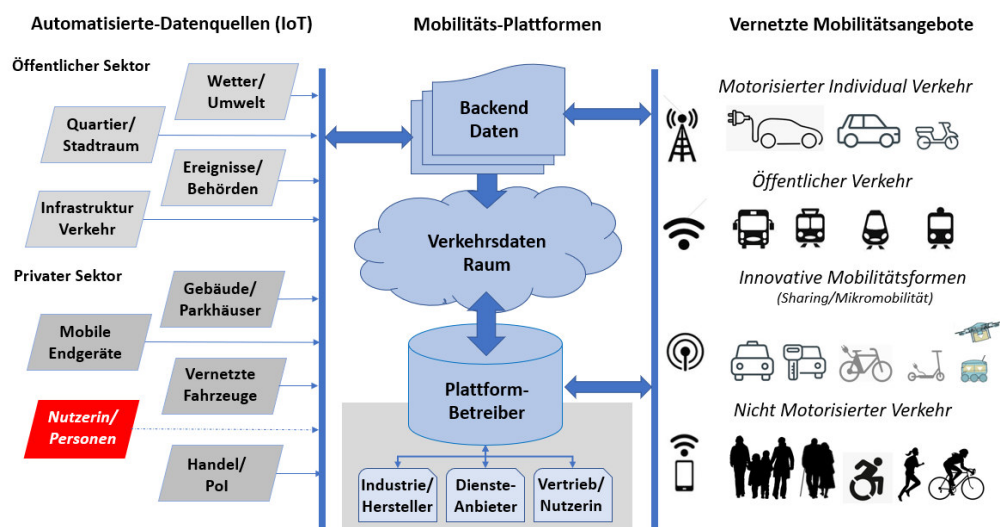 Automatisierte-Datenquellen (IoT)
Öffentlicher Sektor
Wetter/
Umwelt
Quartier/
Stadtraum
Ereignisse/
Behörden
Infrastruktur
Verkehr
Privater Sektor
Gebäude/
Parkhäuser
Mobile
Endgeräte
Vernetzte
Fahrzeuge
Nutzerin/
Personen
Handel/
PoI
Mobilitäts-Plattformen
Backend
Daten
Verkehrsdaten
Raum
Plattform-
Betreiber
Industrie/
Hersteller
Dienste-
Anbieter
Vertrieb/
Nutzerin
Vernetzte Mobilitätsangebote
Motorisierter Individual Verkehr
Öffentlicher Verkehr
Innovative Mobilitätsformen
(Sharing/Mikromobilität)
Nicht Motorisierter Verkehr